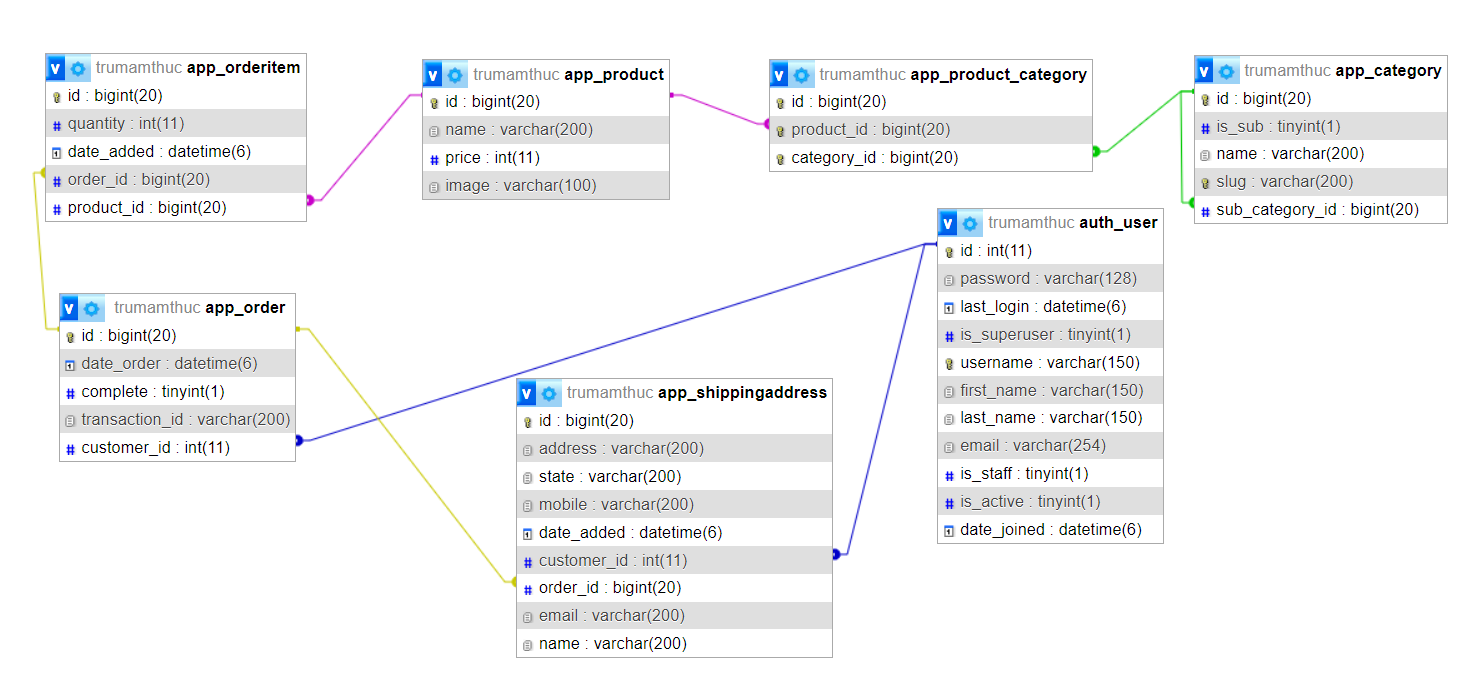 trumamthuc app_orderitem
id : bigint(20)
quantity : int(11)
date_added : datetime(6)
order_id : bigint(20)
product_id : bigint(20)
trumamthuc app_product
id : bigint(20)
name : varchar(200)
price : int(11)
image : varchar(100)
trumamthuc app_product_category
id : bigint(20)
product_id : bigint(20)
category_id : bigint(20)
trumamthuc app_category
id : bigint(20)
is_sub : tinyint(1)
name : varchar(200)
slug : varchar(200)
sub_category_id : bigint(20)
trumamthuc auth_user
id : int(11)
password : varchar(128)
last_login : datetime(6)
is_superuser : tinyint(1)
username : varchar(150)
first_name : varchar(150)
last_name : varchar(150)
email : varchar(254)
is_staff : tinyint(1)
is_active : tinyint(1)
date_joined : datetime(6)
trumamthuc app_order
id : bigint(20)
date_order : datetime(6)
complete : tinyint(1)
transaction_id : varchar(200)
customer_id : int(11)
trumamthuc app_shippingaddress
id : bigint(20)
address : varchar(200)
state : varchar(200)
mobile : varchar(200)
date_added : datetime(6)
customer_id : int(11)
order_id : bigint(20)
email : varchar(200)
name : varchar(200)